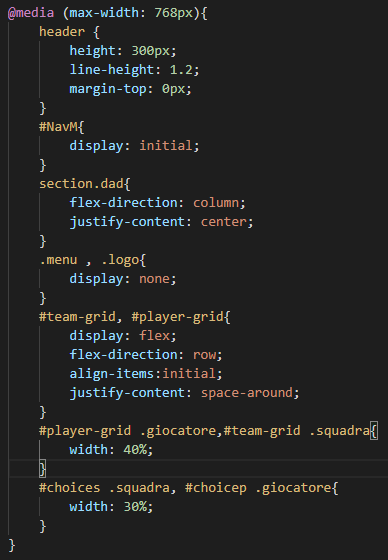 @media (max-width: 768px){
    header {
        height: 300px;
        line-height: 1.2;
        margin-top: 0px;
    }
    #NavM{
        display: initial;
    }
    section.dad{
        flex-direction: column;
        justify-content: center;
    }
    .menu , .logo{
        display: none;
    }
    #team-grid, #player-grid{
        display: flex;
        flex-direction: row;
        align-items:initial;
        justify-content: space-around;
    }
    #player-grid .giocatore,#team-grid .squadra{
        width: 40%;
    }
    #choices .squadra, #choicep .giocatore{
        width: 30%;
    }
}